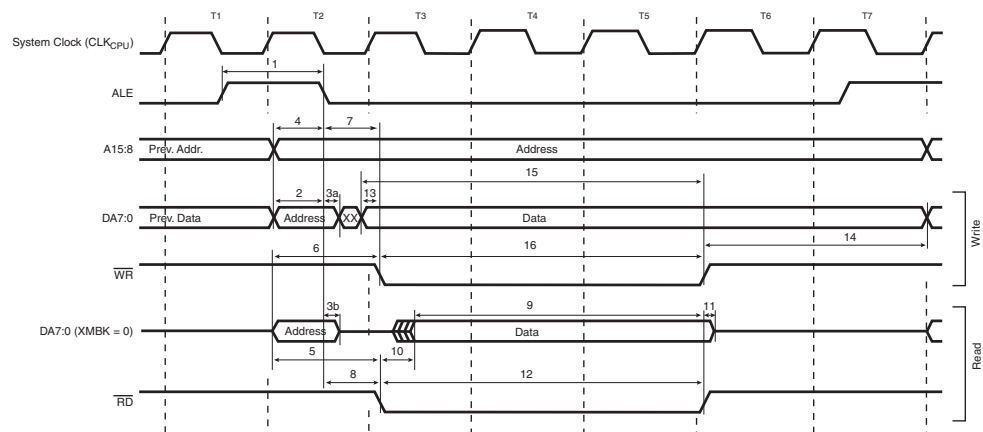 T1 T2 T3 T4 T5 T6 T7
System Clock (CLKCPU)
1
ALE
4 7
A15:8 Prev. Addr. Address
15
2 3a 13
DA7:0 Prev. Data Address XX Data
14
6 16
WR
Write
3b 9 11
DA7:0 (XMBK = 0) Address Data
5 10
8 12
RD
Read